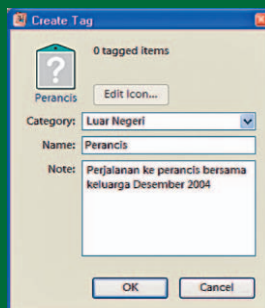 Create Tag
0 tagged items
?
Perancis
Edit Icon...
Category: Luar Negeri
Name: Perancis
Note: Perjalanan ke perancis bersama
keluarga Desember 2004
OK Cancel